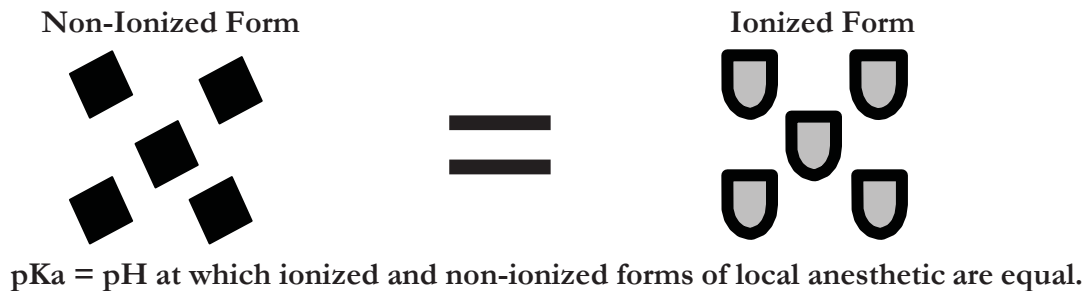 Non-Ionized Form
Ionized Form
pKa = pH at which ionized and non-ionized forms of local anesthetic are equal.